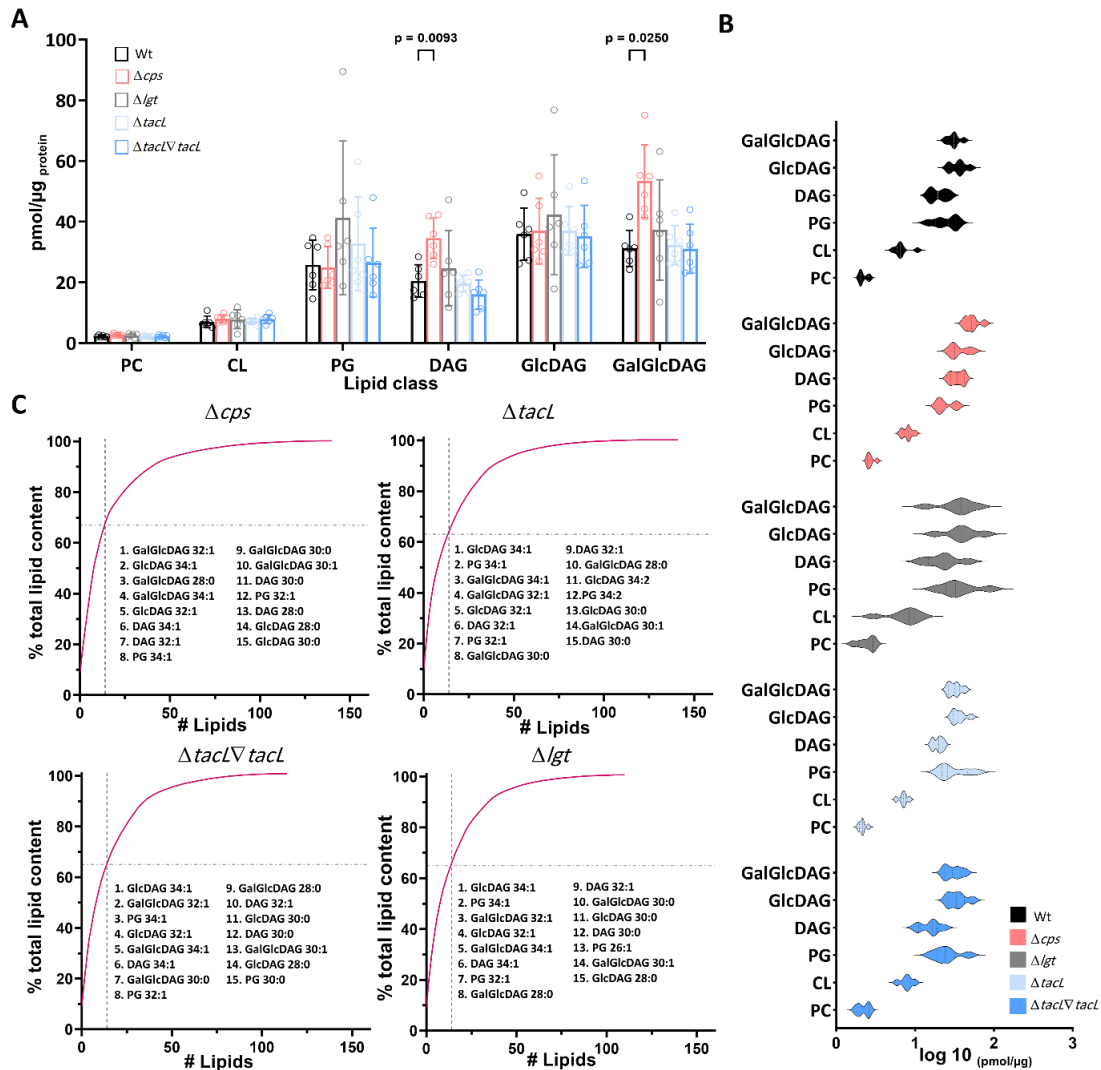 A
B
100
80
60
40
20
0
pmol/µg protein
Wt
Δcps
Δlgt
ΔtacL
ΔtacL∇tacL
p = 0.0093
p = 0.0250
PC CL PG DAG GlcDAG GalGlcDAG
Lipid class
GalGlcDAG
GlcDAG
DAG
PG
CL
PC
GalGlcDAG
GlcDAG
DAG
PG
CL
PC
GalGlcDAG
GlcDAG
DAG
PG
CL
PC
GalGlcDAG
GlcDAG
DAG
PG
CL
PC
GalGlcDAG
GlcDAG
DAG
PG
CL
PC
Wt
Δcps
Δlgt
ΔtacL
ΔtacL∇tacL
0 1 2 3
log 10 (pmol/µg)
C
Δcps
% total lipid content
100
80
60
40
20
0
1. GalGlcDAG 32:1
2. GlcDAG 34:1
3. GalGlcDAG 28:0
4. GalGlcDAG 34:1
5. GlcDAG 32:1
6. DAG 34:1
7. DAG 32:1
8. PG 34:1
9. GalGlcDAG 30:0
10. GalGlcDAG 30:1
11. DAG 30:0
12. PG 32:1
13. DAG 28:0
14. GlcDAG 28:0
15. GlcDAG 30:0
0 50 100 150
# Lipids
ΔtacL
% total lipid content
100
80
60
40
20
0
1. GlcDAG 34:1
2. PG 34:1
3. GalGlcDAG 34:1
4. GalGlcDAG 32:1
5. GlcDAG 32:1
6. DAG 32:1
7. PG 32:1
8. GalGlcDAG 30:0
9.DAG 32:1
10. GalGlcDAG 28:0
11. GlcDAG 34:2
12.PG 34:2
13.GlcDAG 30:0
14.GalGlcDAG 30:1
15.DAG 30:0
0 50 100 150
# Lipids
ΔtacL∇tacL
% total lipid content
100
80
60
40
20
0
1. GlcDAG 34:1
2. GalGlcDAG 32:1
3. PG 34:1
4. GlcDAG 32:1
5. GalGlcDAG 34:1
6. DAG 34:1
7. GalGlcDAG 30:0
8. PG 32:1
9. GalGlcDAG 28:0
10. DAG 32:1
11. GlcDAG 30:0
12. DAG 30:0
13. GalGlcDAG 30:1
14. GlcDAG 28:0
15. PG 30:0
0 50 100 150
# Lipids
Δlgt
% total lipid content
100
80
60
40
20
0
1. GlcDAG 34:1
2. PG 34:1
3. GalGlcDAG 32:1
4. GlcDAG 32:1
5. GalGlcDAG 34:1
6. DAG 34:1
7. PG 32:1
8. GalGlcDAG 28:0
9. DAG 32:1
10. GalGlcDAG 30:0
11. GlcDAG 30:0
12. DAG 30:0
13. PG 26:1
14. GalGlcDAG 30:1
15. GlcDAG 28:0
0 50 100 150
# Lipids